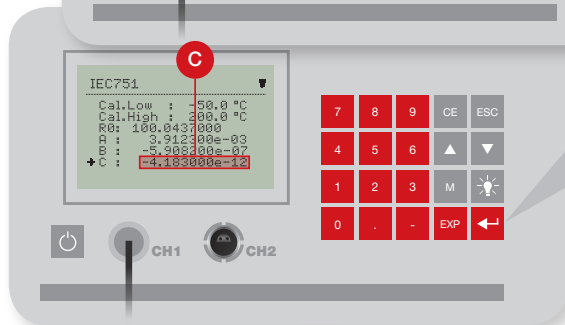 C
IEC751
Cal.Low : -50.0 °C
Cal.High : 200.0 °C
R0: 100.0437000
A : 3.912300e-03
B : -5.908200e-07
C : -4.183000e-12
7 8 9 CE ESC
4 5 6
1 2 3 M
0 . - EXP
CH1 CH2